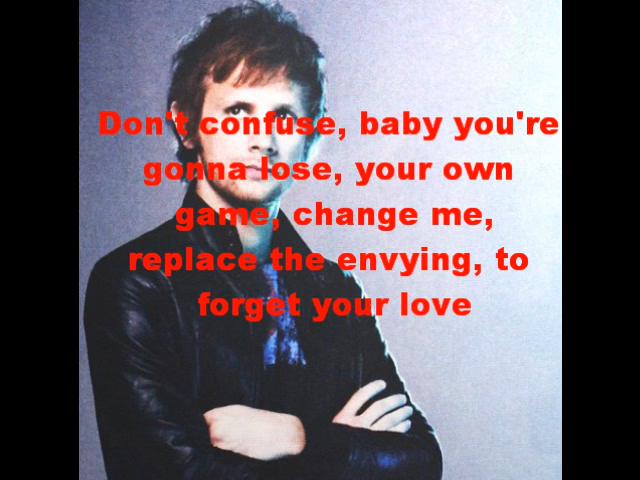 Don't confuse, baby you're
gonna lose, your own
game, change me,
replace the envying, to
forget your love